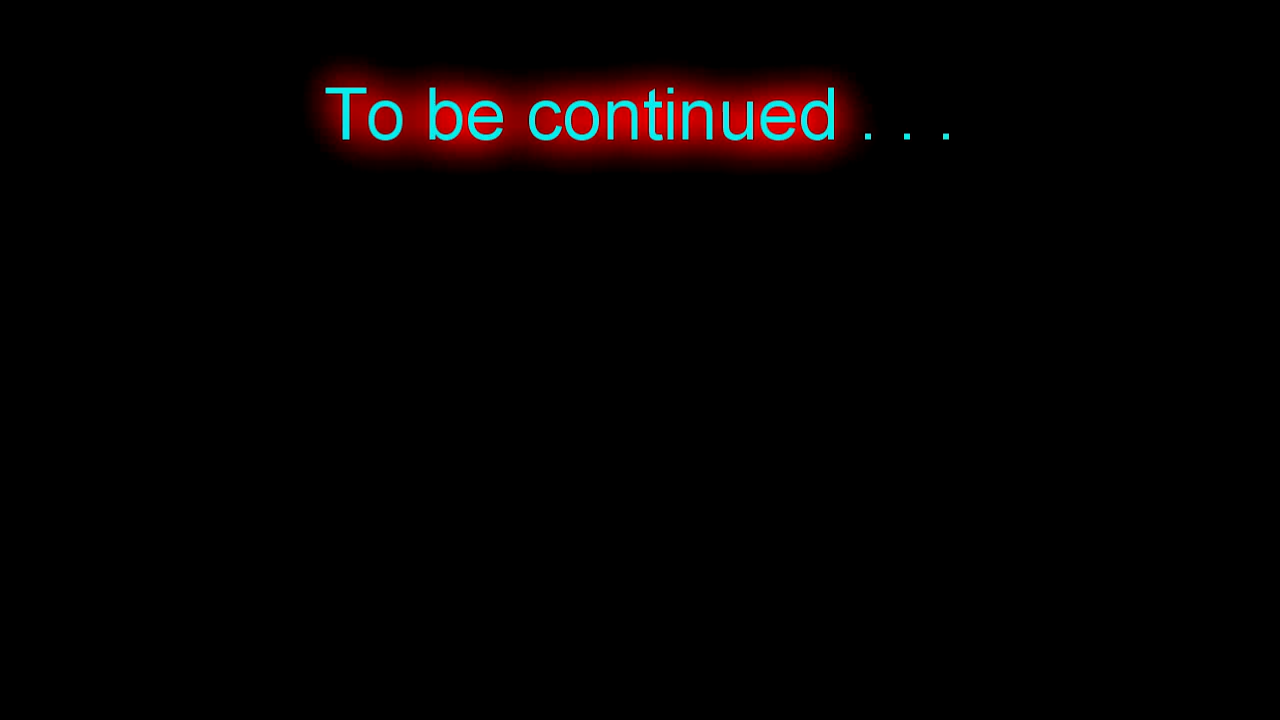 To be continued . . .